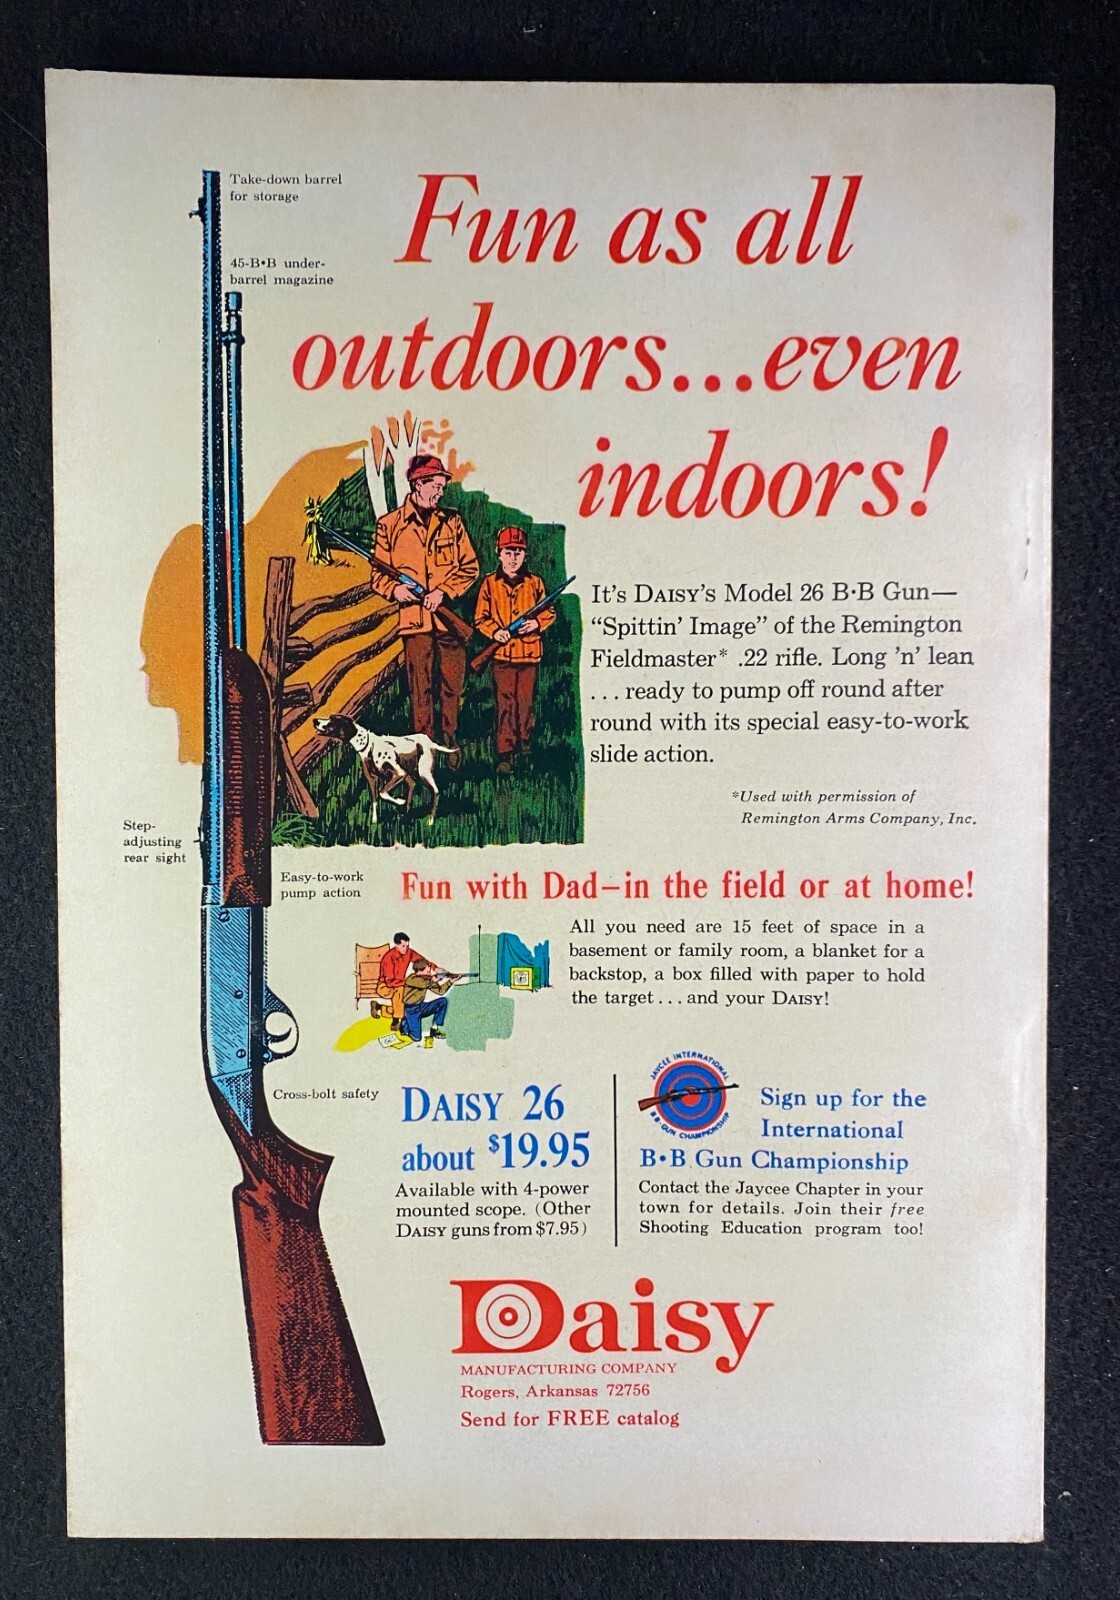 Take-down barrel
for storage
45-B•B under-
barrel magazine
Fun as all
outdoors...even
indoors!
It's DAISY'S Model 26 B•B Gun—
"Spittin' Image" of the Remington
Fieldmaster* .22 rifle. Long 'n' lean
... ready to pump off round after
round with its special easy-to-work
slide action.
*Used with permission of
Remington Arms Company, Inc.
Step-
adjusting
rear sight
Easy-to-work
pump action
Fun with Dad—in the field or at home!
All you need are 15 feet of space in a
basement or family room, a blanket for a
backstop, a box filled with paper to hold
the target... and your DAISY!
Cross-bolt safety
DAISY 26
about $19.95
Available with 4-power
mounted scope. (Other
DAISY guns from $7.95)
JAYCEE INTERNATIONAL
BB•GUN CHAMPIONSHIP
Sign up for the
International
B•B Gun Championship
Contact the Jaycee Chapter in your
town for details. Join their free
Shooting Education program too!
Daisy
MANUFACTURING COMPANY
Rogers, Arkansas 72756
Send for FREE catalog